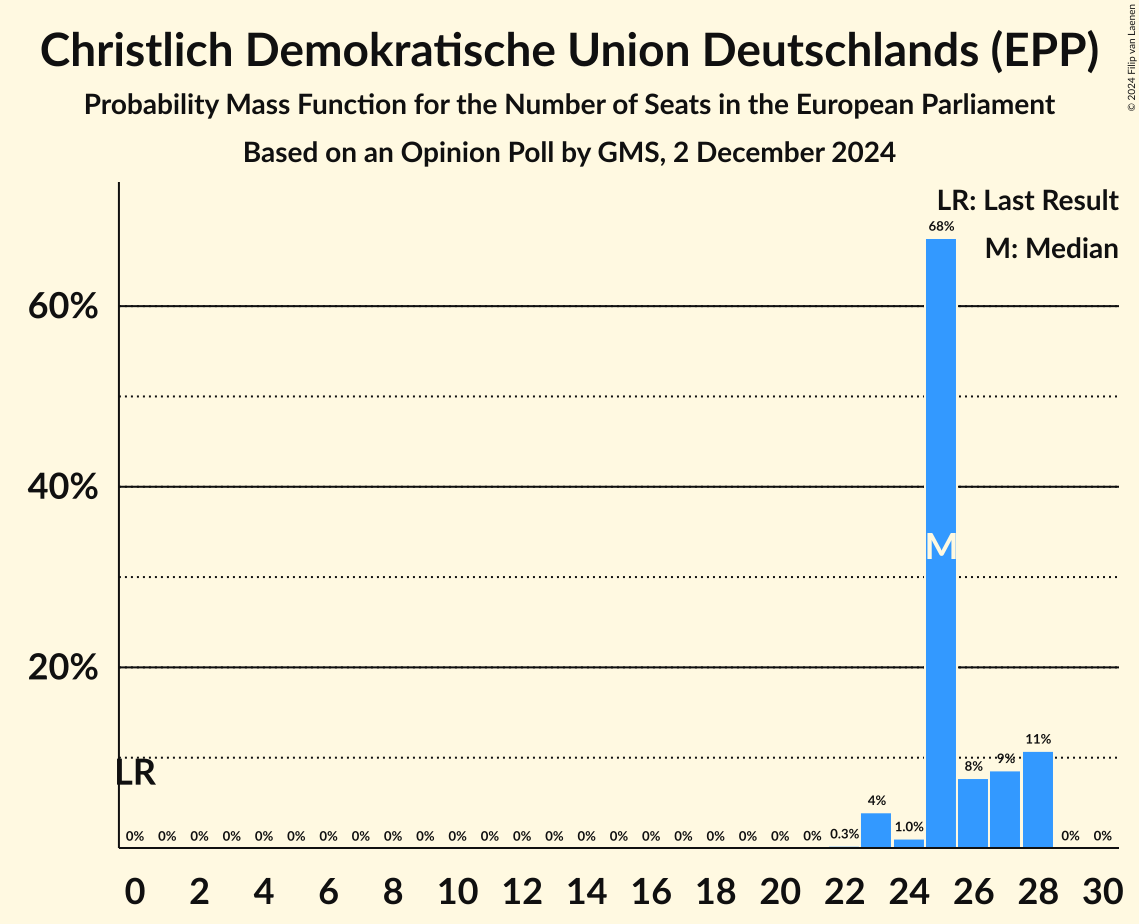 Christlich Demokratische Union Deutschlands (EPP)
Probability Mass Function for the Number of Seats in the European Parliament
Based on an Opinion Poll by GMS, 2 December 2024
© 2024 Filip van Laenen
LR: Last Result
M: Median
68%
60%
40%
M
20%
11%
9%
8%
LR
4%
1.0%
0.3%
0% 0% 0% 0% 0% 0% 0% 0% 0% 0% 0% 0% 0% 0% 0% 0% 0% 0% 0% 0% 0% 0% 0% 0%
0 2 4 6 8 10 12 14 16 18 20 22 24 26 28 30